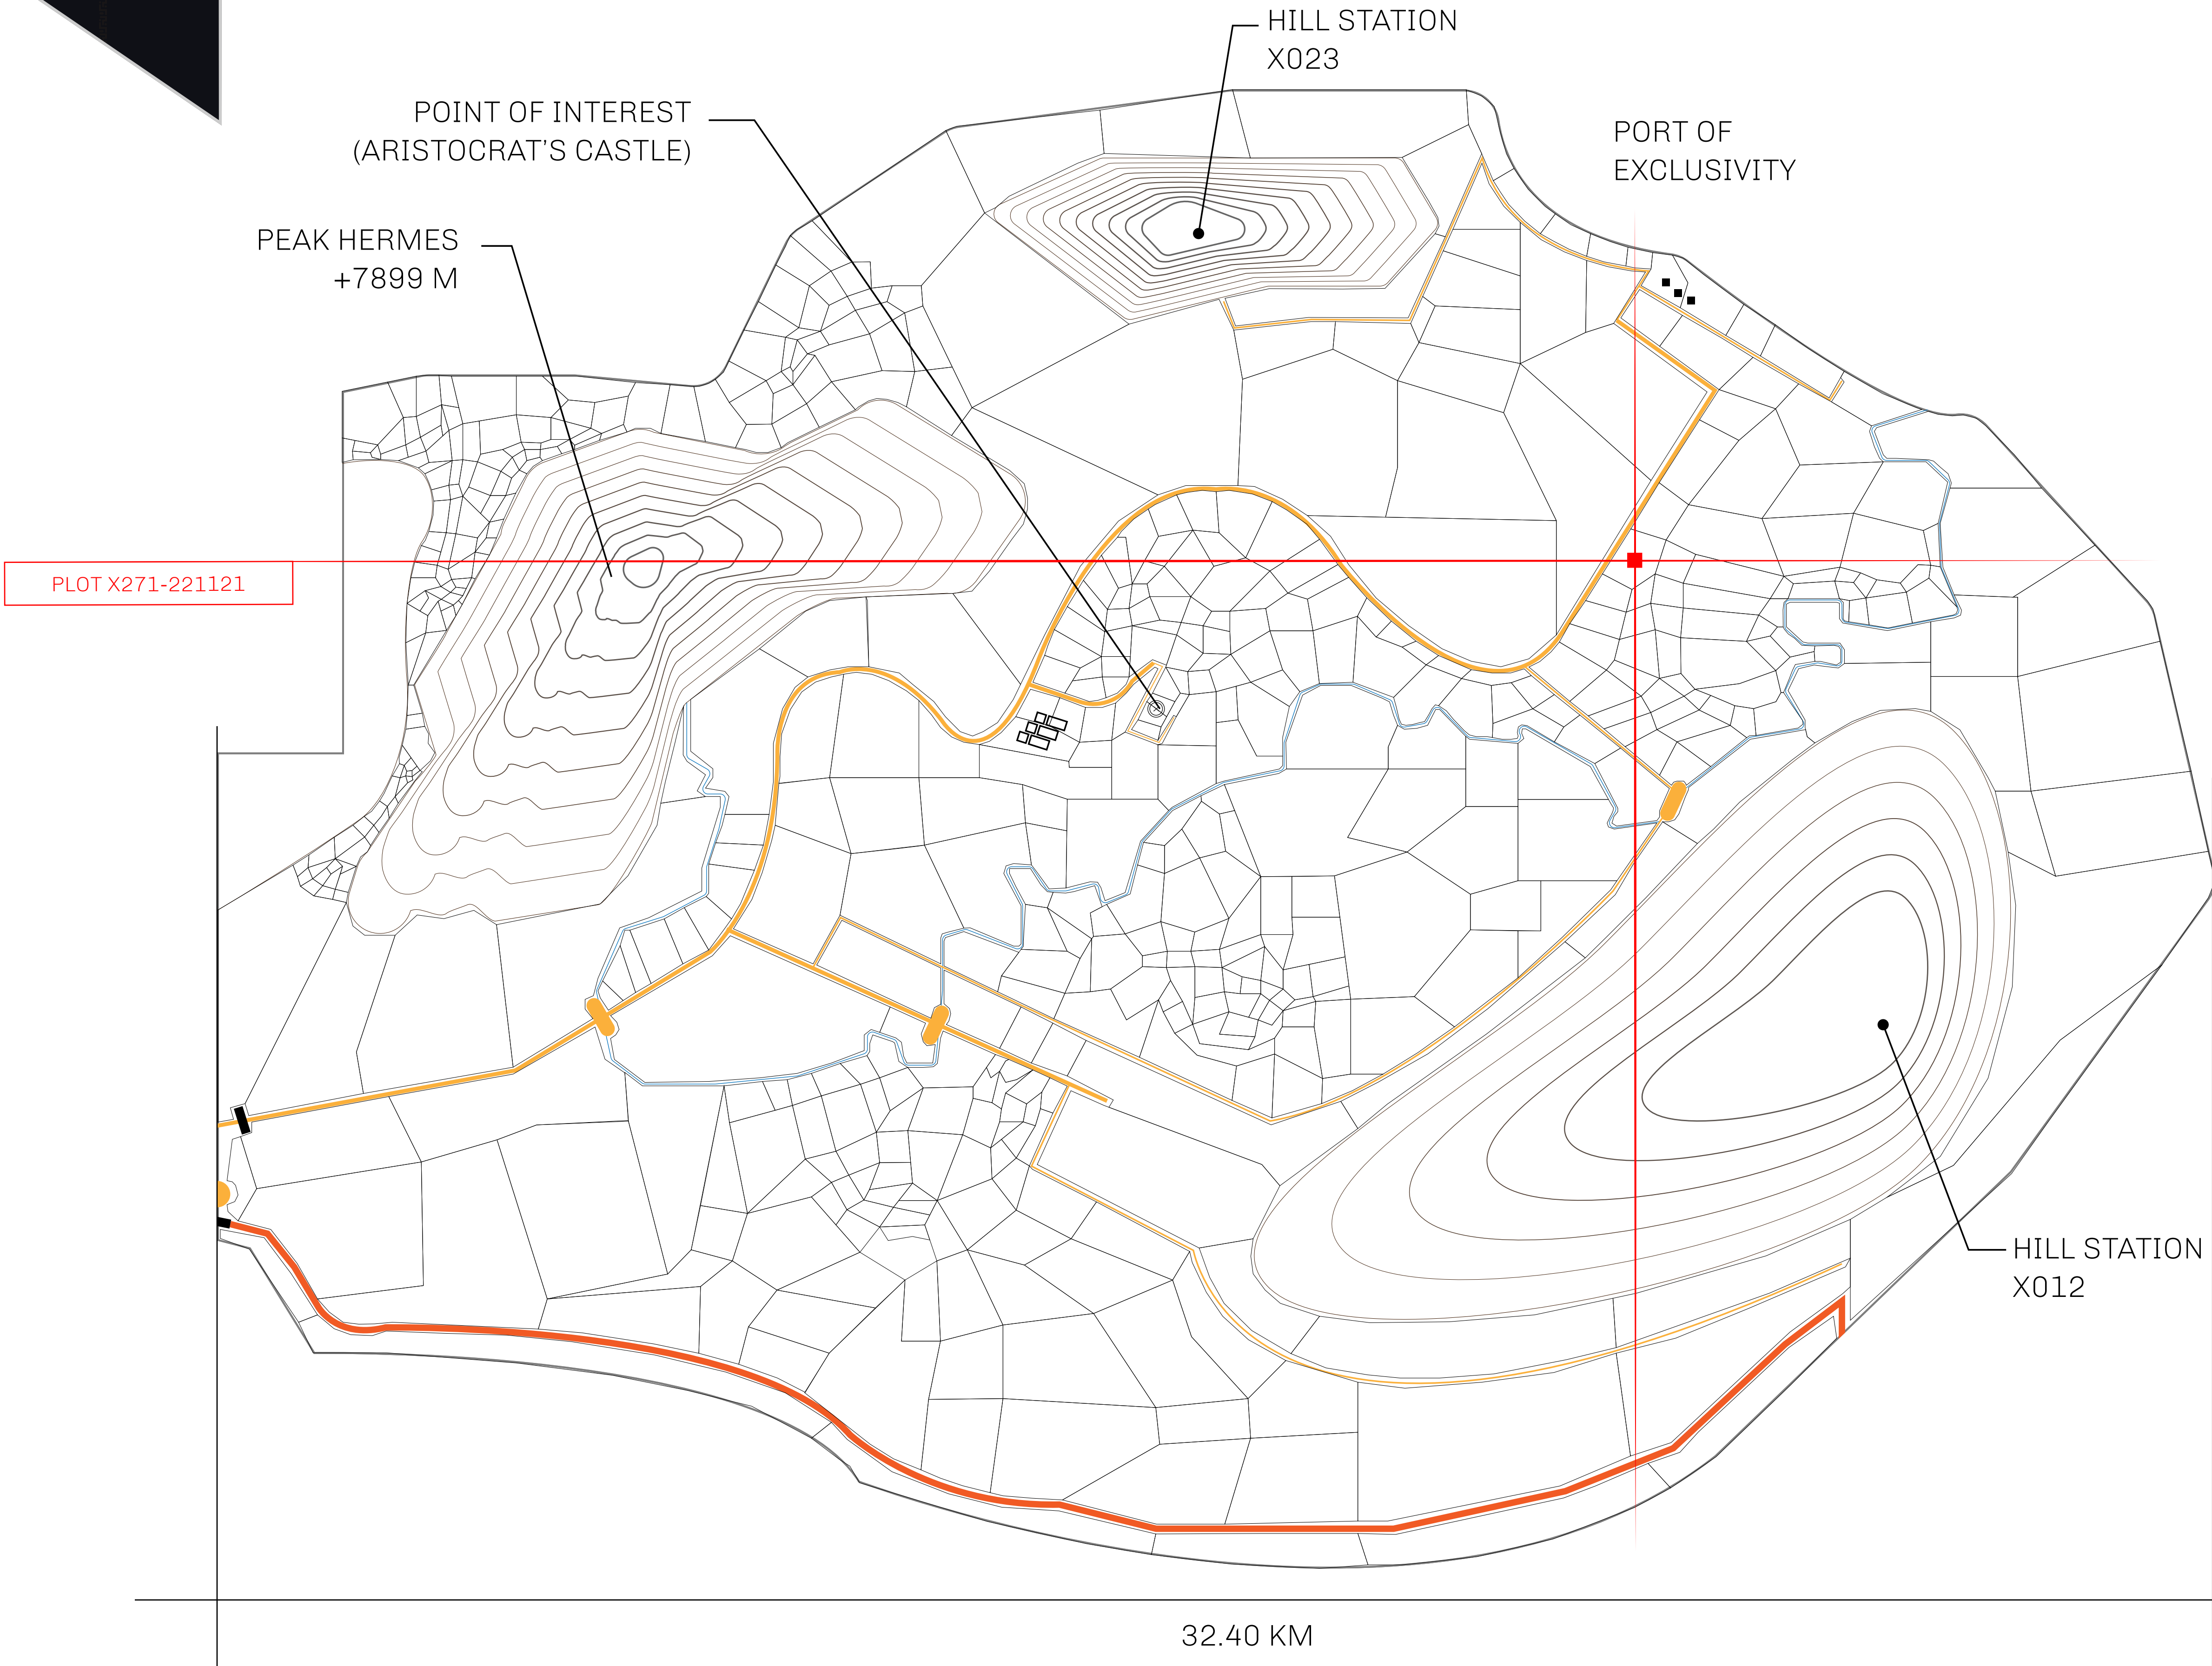 HILL STATION
X023
POINT OF INTEREST
(ARISTOCRAT'S CASTLE)
PORT OF
EXCLUSIVITY
PEAK HERMES
+7899 M
PLOT X271-221121
HILL STATION
X012
32.40 KM